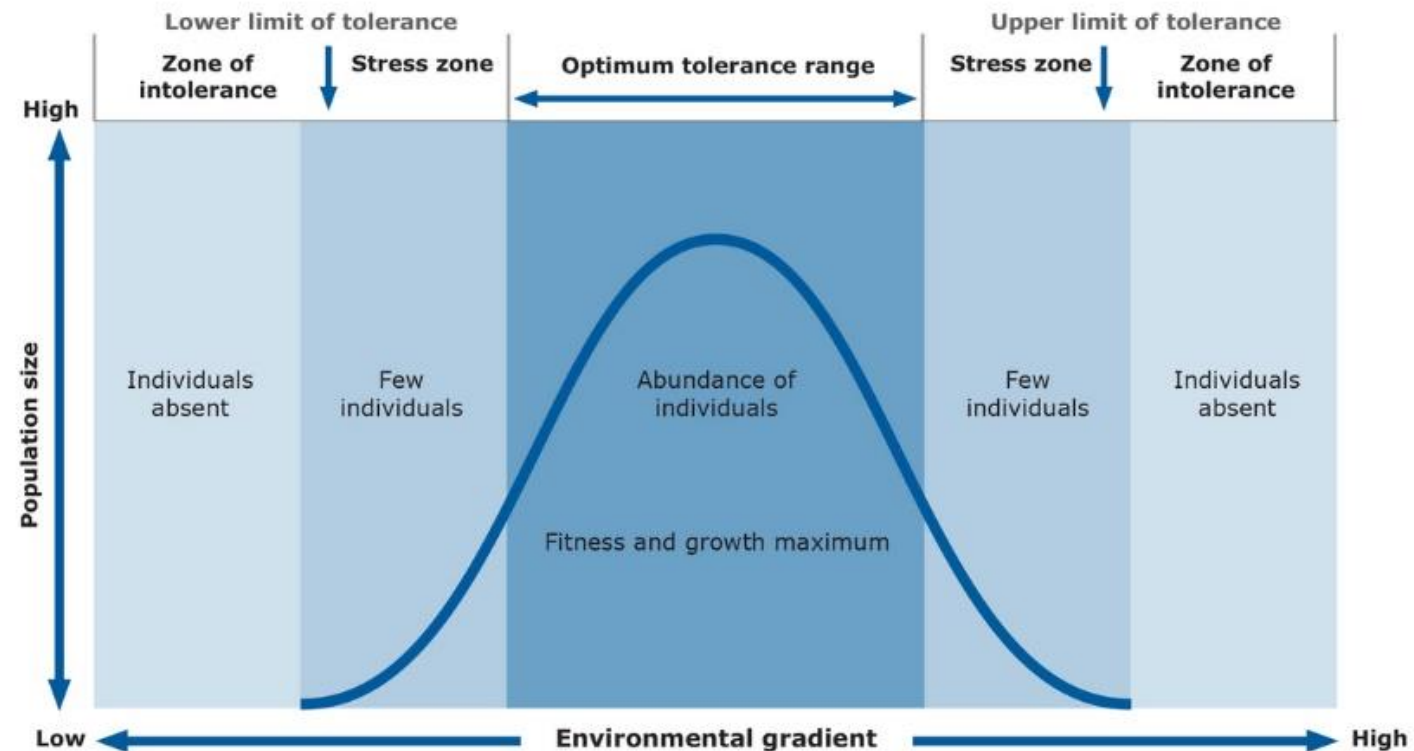 Lower limit of tolerance
Upper limit of tolerance
Zone of
intolerance
Stress zone
Optimum tolerance range
Stress zone
Zone of
intolerance
High
Population size
Individuals
absent
Few
individuals
Abundance of
individuals
Few
individuals
Individuals
absent
Fitness and growth maximum
Low
Environmental gradient
High